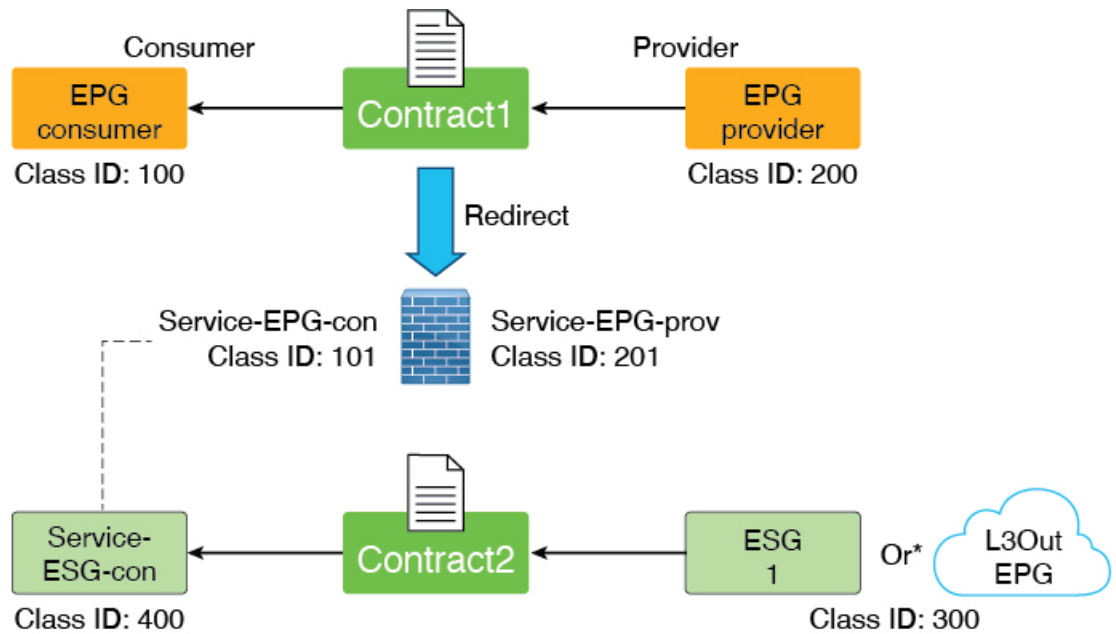 Consumer
Provider
EPG
consumer
Contract1
EPG
provider
Class ID: 100
Class ID: 200
Redirect
Service-EPG-con
Class ID: 101
Service-EPG-prov
Class ID: 201
Service-
ESG-con
Contract2
ESG
1
Or*
L3Out
EPG
Class ID: 400
Class ID: 300